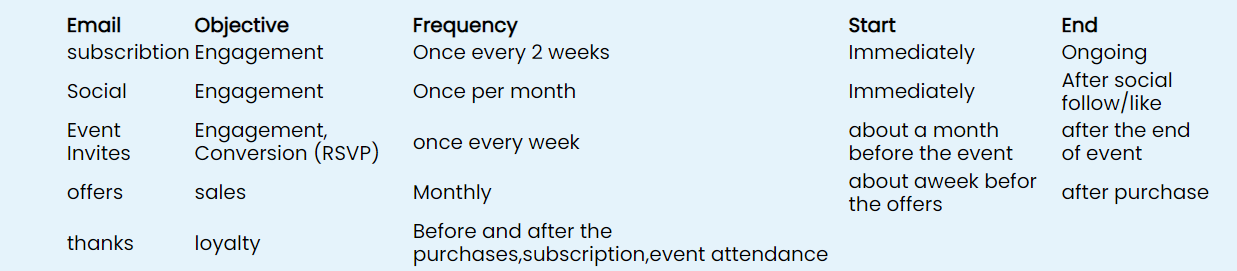 Email Objective Frequency Start End
subscribtion Engagement Once every 2 weeks Immediately Ongoing
Social Engagement Once per month Immediately After social
follow/like
Event
Invites
Engagement,
Conversion (RSVP)
once every week
about a month
before the event
after the end
of event
offers sales Monthly
about aweek befor
the offers
after purchase
thanks loyalty
Before and after the
purchases,subscription,event attendance